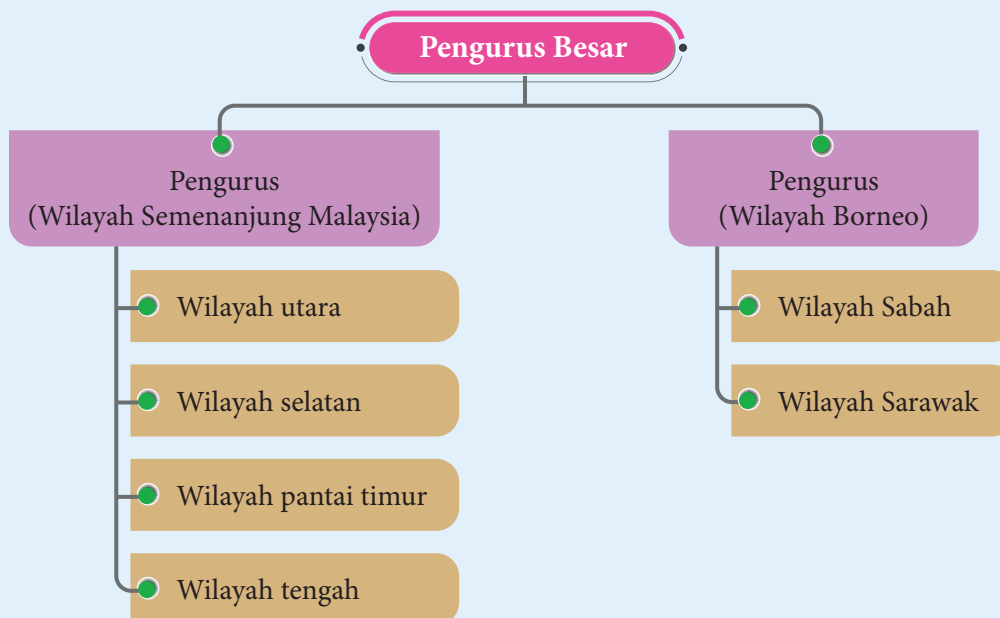 Pengurus Besar
Pengurus
(Wilayah Semenanjung Malaysia)
Wilayah utara
Wilayah selatan
Wilayah pantai timur
Wilayah tengah
Pengurus
(Wilayah Borneo)
Wilayah Sabah
Wilayah Sarawak